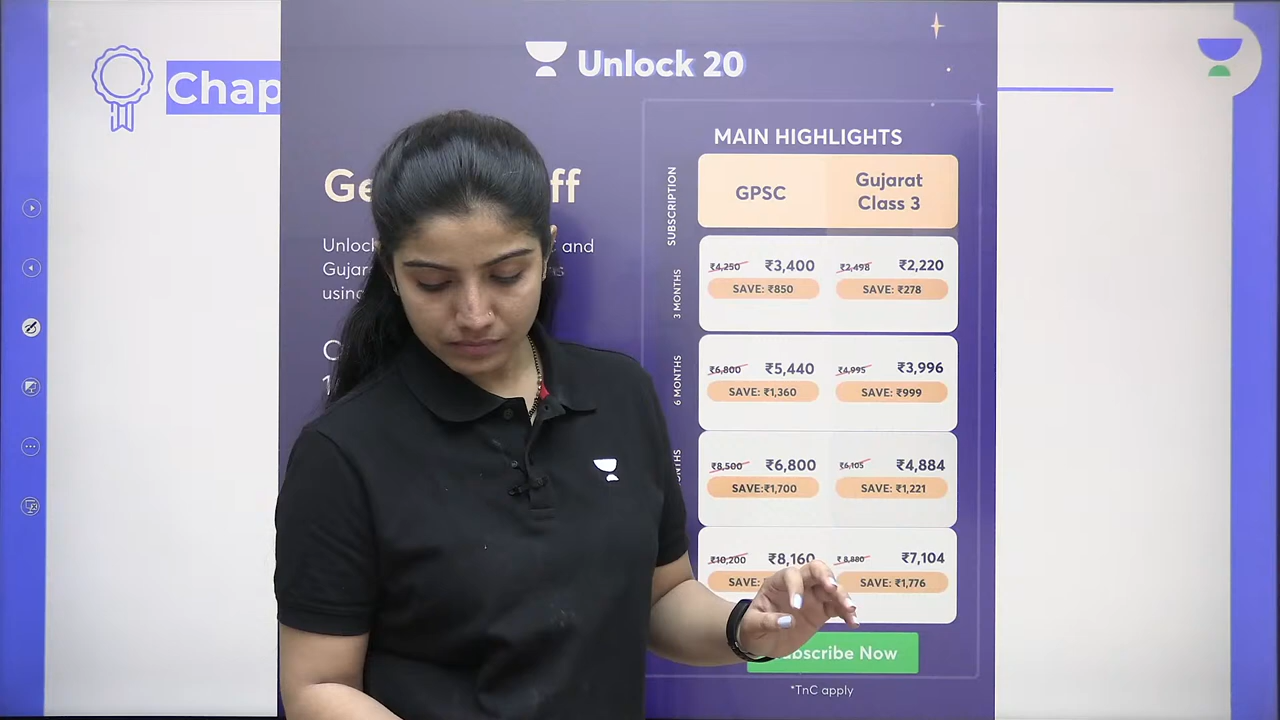 Chap
Unlock 20
Ge ff
Unlock and
Gujar
using
MAIN HIGHLIGHTS
SUBSCRIPTION
GPSC
Gujarat
Class 3
3 MONTHS
₹4,250 ₹3,400
SAVE: ₹850
₹2,498 ₹2,220
SAVE: ₹278
6 MONTHS
₹6,800 ₹5,440
SAVE: ₹1,360
₹4,995 ₹3,996
SAVE: ₹999
NTHS
₹8,500 ₹6,800
SAVE:₹1,700
₹6,105 ₹4,884
SAVE: ₹1,221
₹10,200 ₹8,160
SAVE:
₹ 8,880 ₹7,104
SAVE: ₹1,776
bscribe Now
*TnC apply